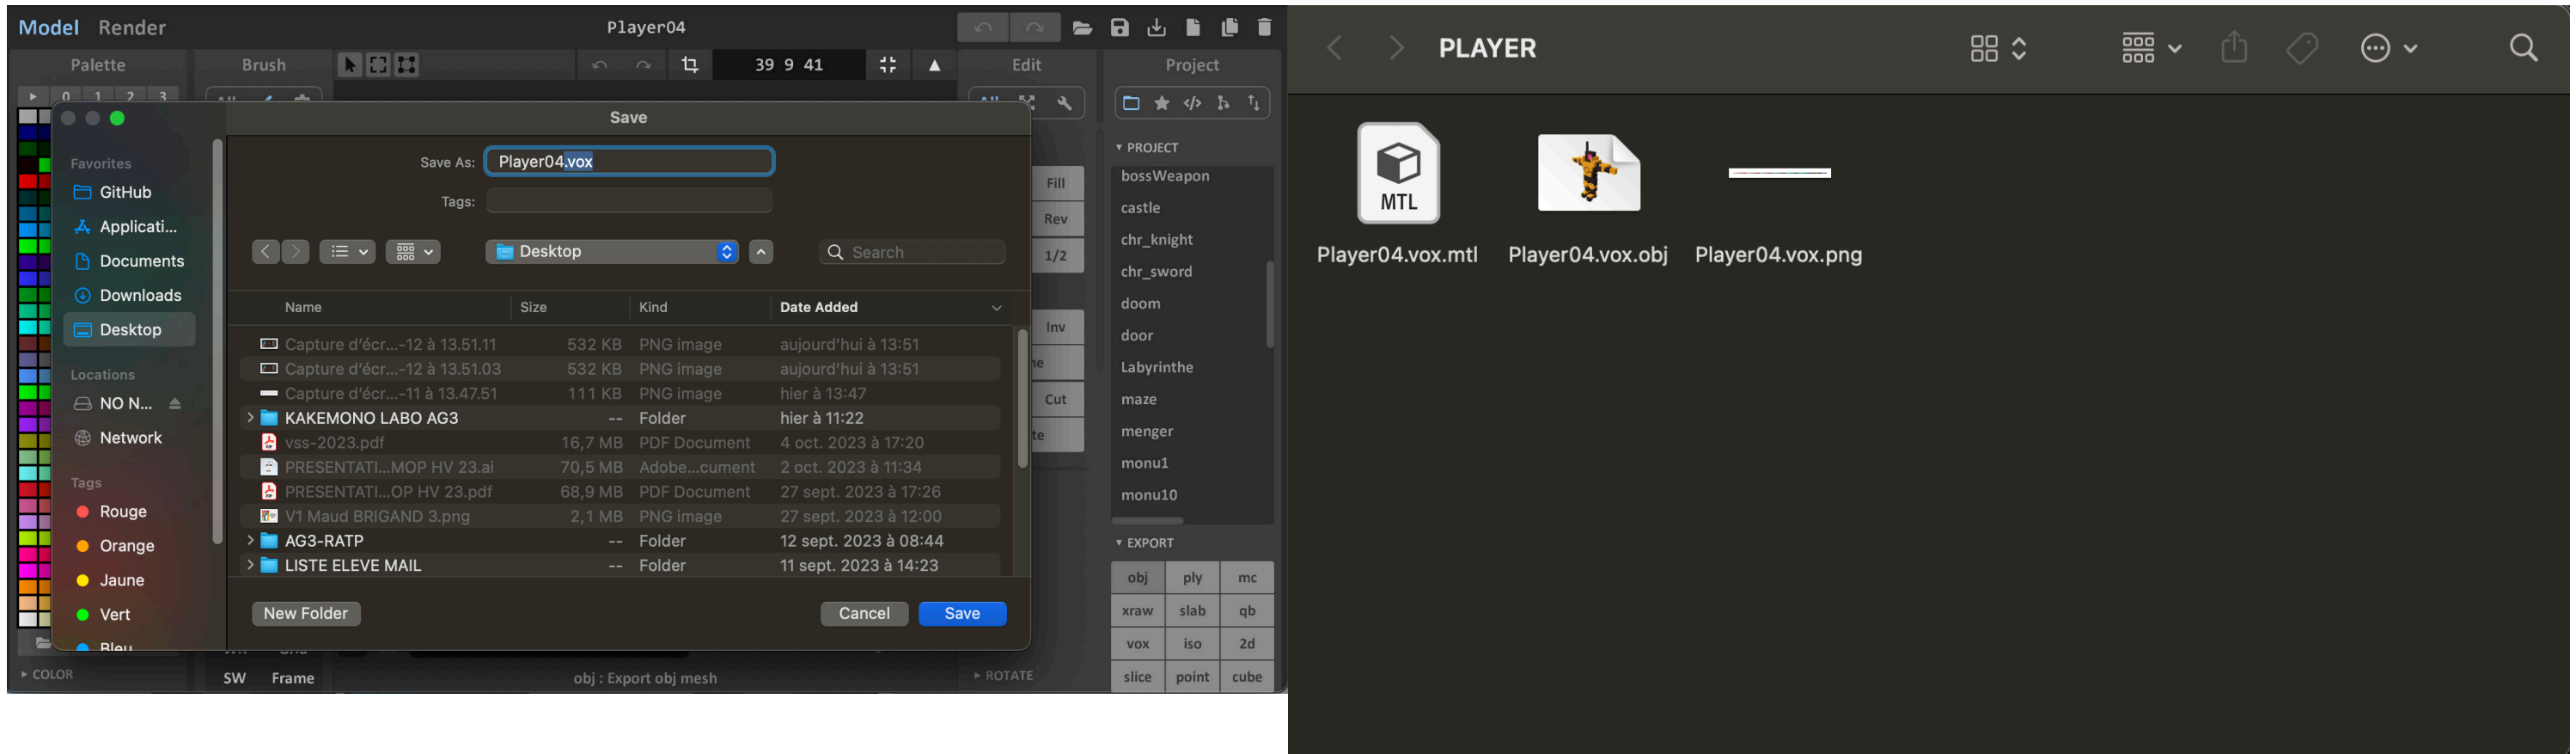 Model Render
Player04
Palette
Brush
39 9 41
Edit
Project
0 1 2 3
Save
Save As: Player04.vox
Tags:
Desktop
Search
Name Size Kind Date Added
Capture d'écr...-12 à 13.51.11 532 KB PNG image aujourd'hui à 13:51
Capture d'écr...-12 à 13.51.03 532 KB PNG image aujourd'hui à 13:51
Capture d'écr...-11 à 13.47.51 111 KB PNG image hier à 13:47
KAKEMONO LABO AG3 -- Folder hier à 11:22
vss-2023.pdf 16,7 MB PDF Document 4 oct. 2023 à 17:20
PRESENTATI...MOP HV 23.ai 70,5 MB Adobe...cument 2 oct. 2023 à 11:34
PRESENTATI...OP HV 23.pdf 68,9 MB PDF Document 27 sept. 2023 à 17:26
V1 Maud BRIGAND 3.png 2,1 MB PNG image 27 sept. 2023 à 12:00
AG3-RATP -- Folder 12 sept. 2023 à 08:44
LISTE ELEVE MAIL -- Folder 11 sept. 2023 à 14:23
New Folder
Cancel
Save
Favorites
GitHub
Applicati...
Documents
Downloads
Desktop
Locations
NO N...
Network
Tags
Rouge
Orange
Jaune
Vert
Bleu
COLOR
SW Frame
obj : Export obj mesh
ROTATE
Fill
Rev
1/2
Inv
Cut
PROJECT
bossWeapon
castle
chr_knight
chr_sword
doom
door
Labyrinthe
maze
menger
monu1
monu10
EXPORT
obj ply mc
xraw slab qb
vox iso 2d
slice point cube
PLAYER
MTL
Player04.vox.mtl
Player04.vox.obj
Player04.vox.png